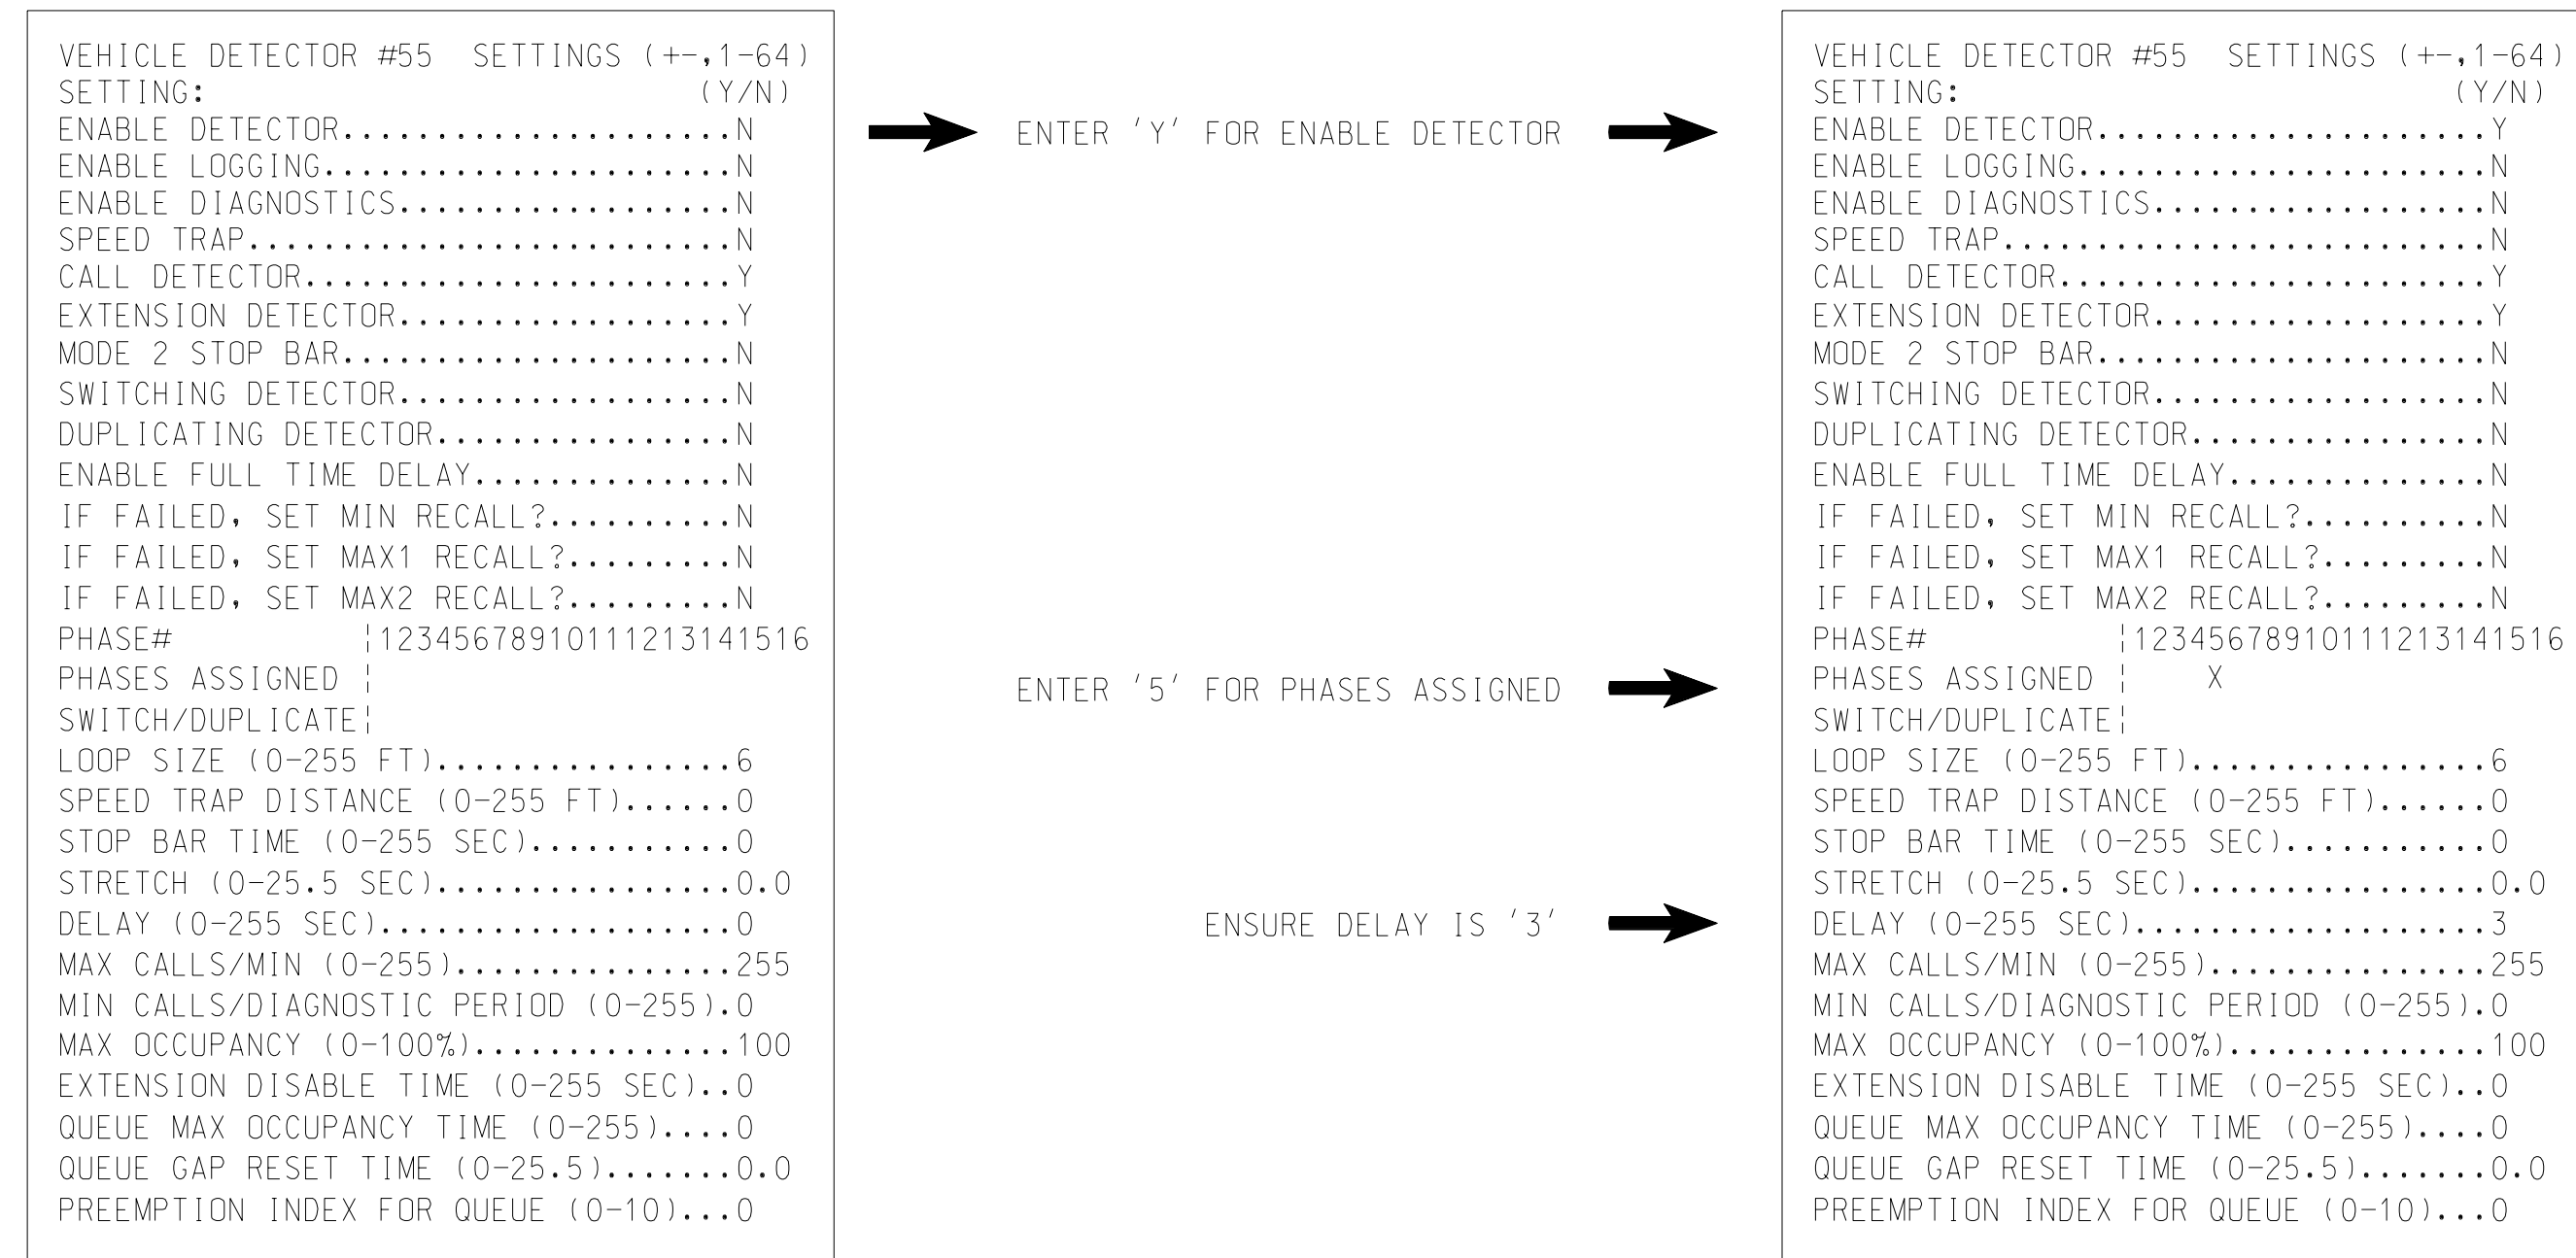 VEHICLE DETECTOR #55  SETTINGS (+-,1-64)
SETTING:                          (Y/N)
ENABLE DETECTOR.....................N
ENABLE LOGGING......................N
ENABLE DIAGNOSTICS..................N
SPEED TRAP..........................N
CALL DETECTOR.......................Y
EXTENSION DETECTOR..................Y
MODE 2 STOP BAR.....................N
SWITCHING DETECTOR..................N
DUPLICATING DETECTOR................N
ENABLE FULL TIME DELAY..............N
IF FAILED, SET MIN RECALL?..........N
IF FAILED, SET MAX1 RECALL?.........N
IF FAILED, SET MAX2 RECALL?.........N
PHASE#          ¦12345678910111213141516
PHASES ASSIGNED ¦
SWITCH/DUPLICATE¦
LOOP SIZE (0-255 FT)................6
SPEED TRAP DISTANCE (0-255 FT)......0
STOP BAR TIME (0-255 SEC)...........0
STRETCH (0-25.5 SEC)................0.0
DELAY (0-255 SEC)...................0
MAX CALLS/MIN (0-255)...............255
MIN CALLS/DIAGNOSTIC PERIOD (0-255).0
MAX OCCUPANCY (0-100%)..............100
EXTENSION DISABLE TIME (0-255 SEC)..0
QUEUE MAX OCCUPANCY TIME (0-255)....0
QUEUE GAP RESET TIME (0-25.5).......0.0
PREEMPTION INDEX FOR QUEUE (0-10)...0
ENTER 'Y' FOR ENABLE DETECTOR
ENTER '5' FOR PHASES ASSIGNED
ENSURE DELAY IS '3'
VEHICLE DETECTOR #55  SETTINGS (+-,1-64)
SETTING:                          (Y/N)
ENABLE DETECTOR.....................Y
ENABLE LOGGING......................N
ENABLE DIAGNOSTICS..................N
SPEED TRAP..........................N
CALL DETECTOR.......................Y
EXTENSION DETECTOR..................Y
MODE 2 STOP BAR.....................N
SWITCHING DETECTOR..................N
DUPLICATING DETECTOR................N
ENABLE FULL TIME DELAY..............N
IF FAILED, SET MIN RECALL?..........N
IF FAILED, SET MAX1 RECALL?.........N
IF FAILED, SET MAX2 RECALL?.........N
PHASE#          ¦12345678910111213141516
PHASES ASSIGNED ¦    X
SWITCH/DUPLICATE¦
LOOP SIZE (0-255 FT)................6
SPEED TRAP DISTANCE (0-255 FT)......0
STOP BAR TIME (0-255 SEC)...........0
STRETCH (0-25.5 SEC)................0.0
DELAY (0-255 SEC)...................3
MAX CALLS/MIN (0-255)...............255
MIN CALLS/DIAGNOSTIC PERIOD (0-255).0
MAX OCCUPANCY (0-100%)..............100
EXTENSION DISABLE TIME (0-255 SEC)..0
QUEUE MAX OCCUPANCY TIME (0-255)....0
QUEUE GAP RESET TIME (0-25.5).......0.0
PREEMPTION INDEX FOR QUEUE (0-10)...0